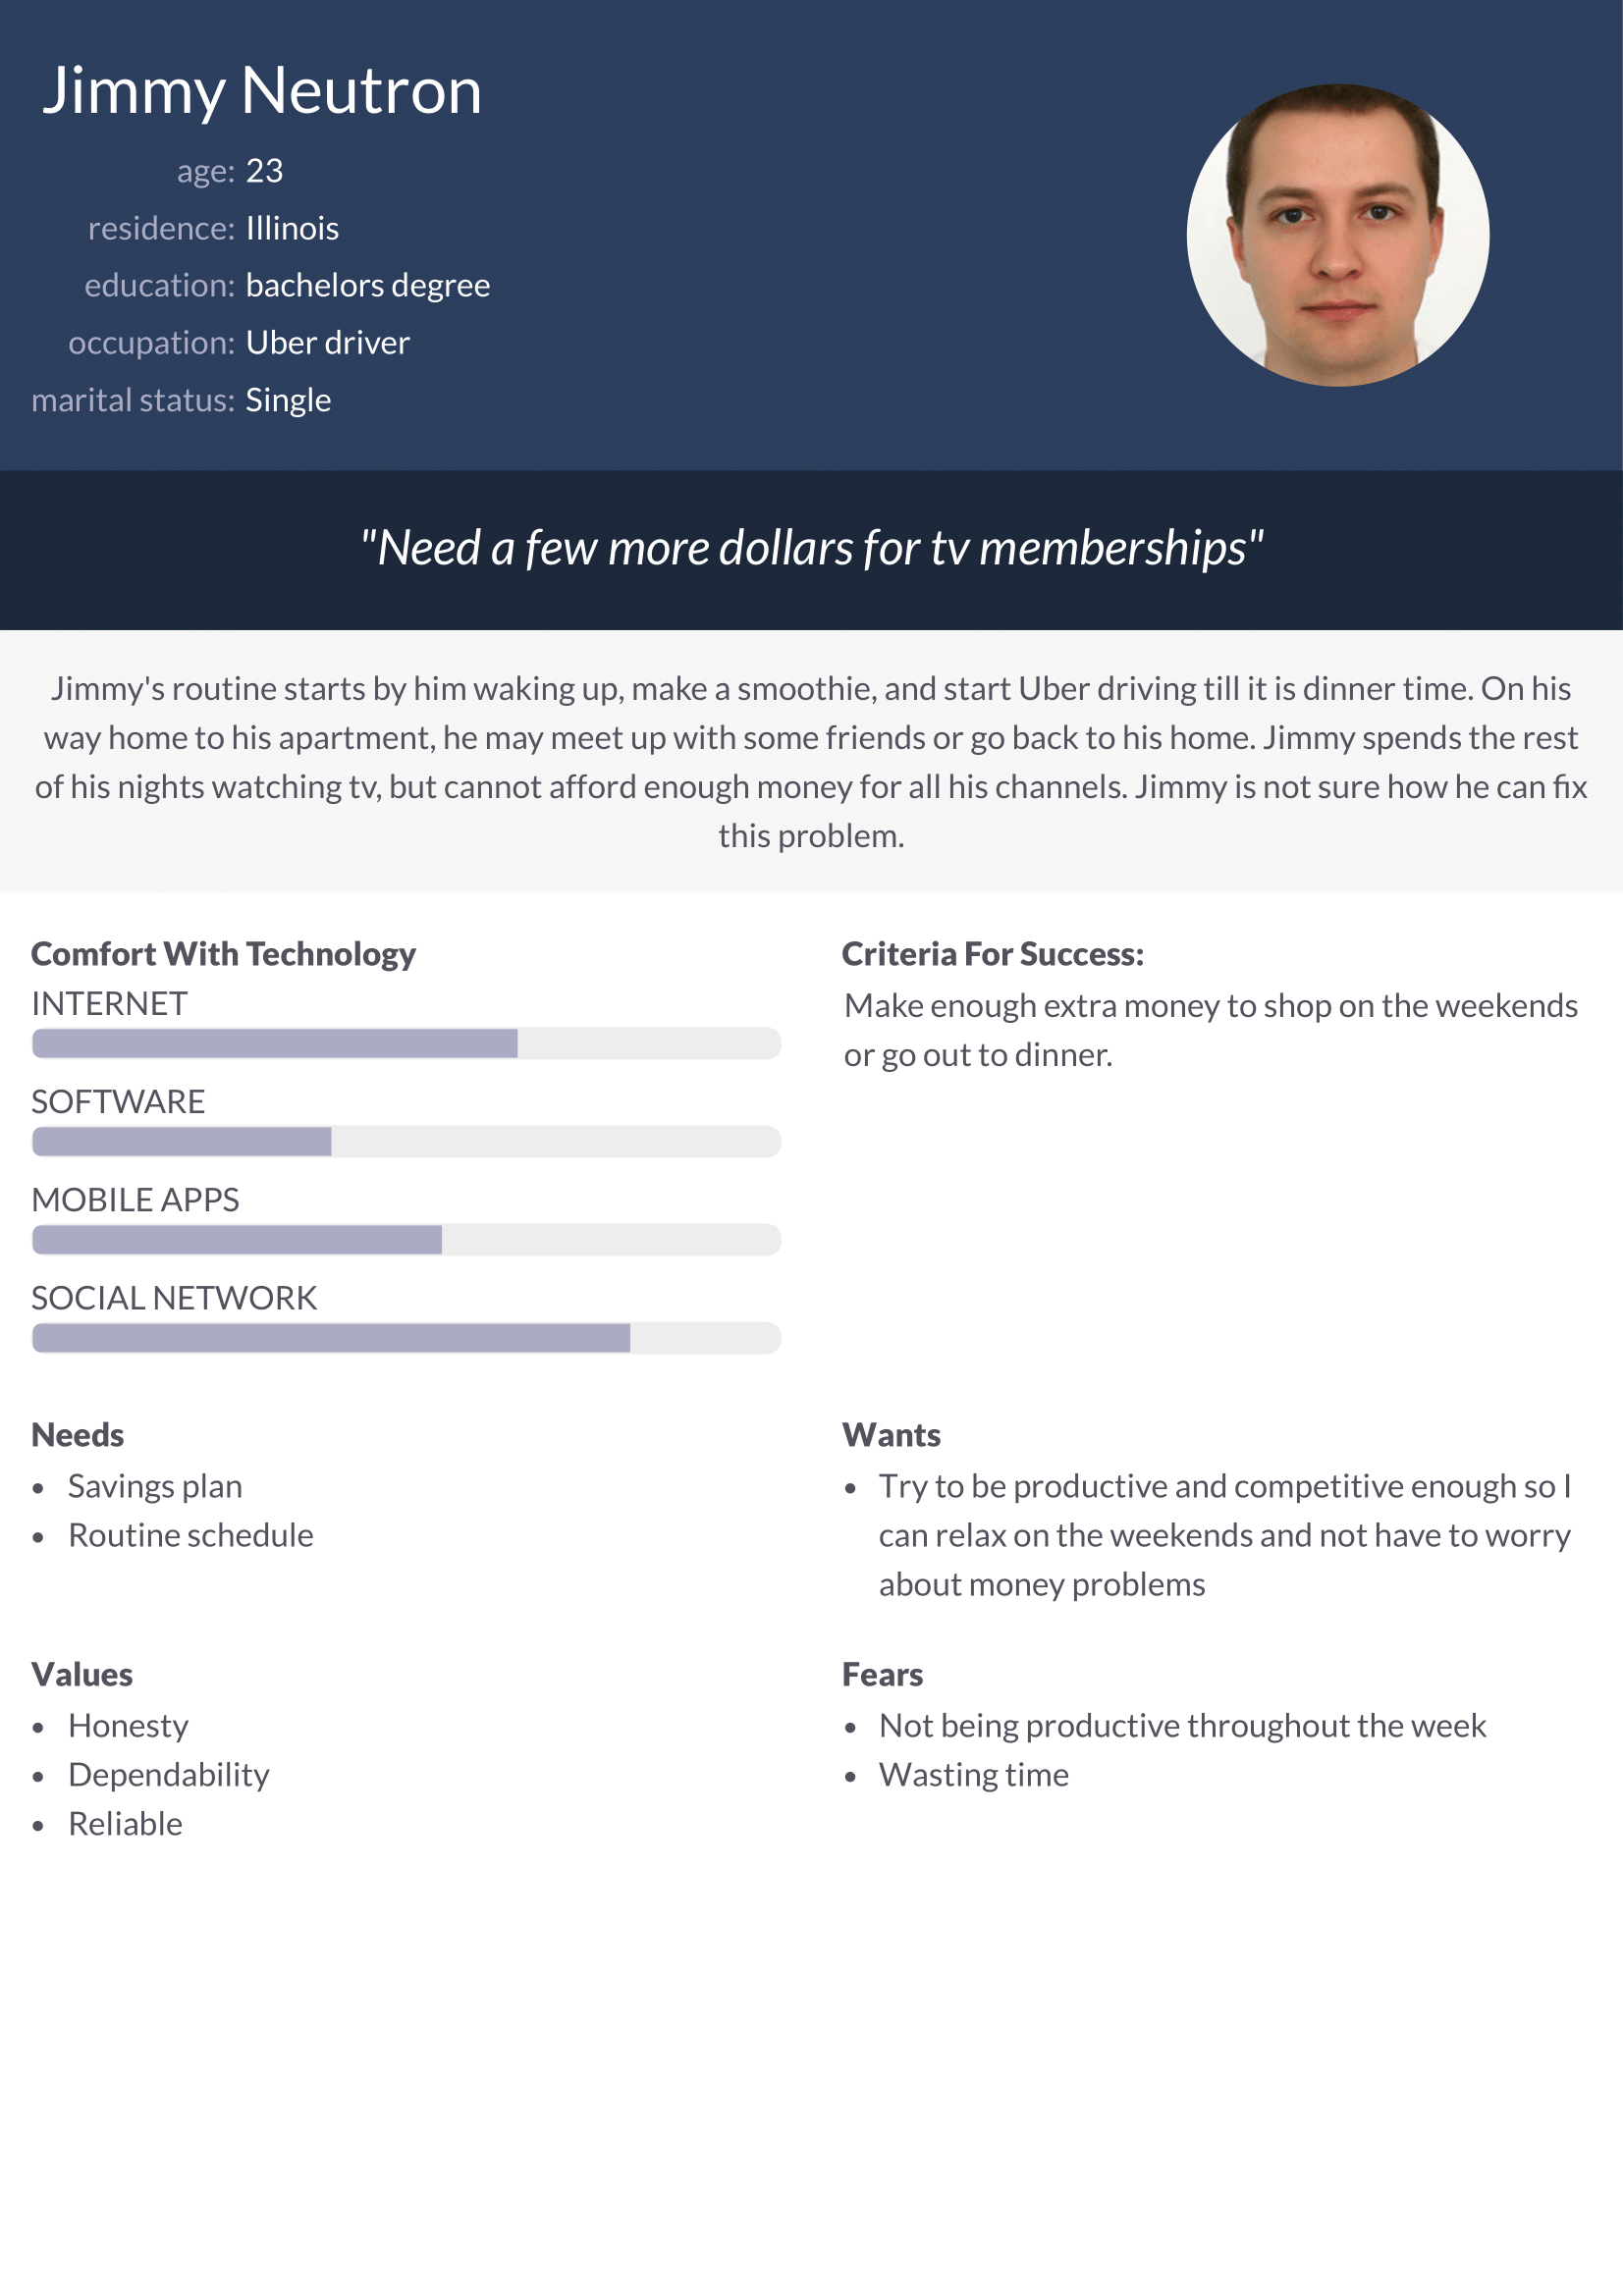 Jimmy Neutron
age: 23
residence: Illinois
education: bachelors degree
occupation: Uber driver
marital status: Single
"Need a few more dollars for tv memberships"
Jimmy's routine starts by him waking up, make a smoothie, and start Uber driving till it is dinner time. On his
way home to his apartment, he may meet up with some friends or go back to his home. Jimmy spends the rest
of his nights watching tv, but cannot afford enough money for all his channels. Jimmy is not sure how he can fix
this problem.
Comfort With Technology
INTERNET
SOFTWARE
MOBILE APPS
SOCIAL NETWORK
Criteria For Success:
Make enough extra money to shop on the weekends
or go out to dinner.
Needs
• Savings plan
• Routine schedule
Wants
• Try to be productive and competitive enough so I
can relax on the weekends and not have to worry
about money problems
Values
• Honesty
• Dependability
• Reliable
Fears
• Not being productive throughout the week
• Wasting time